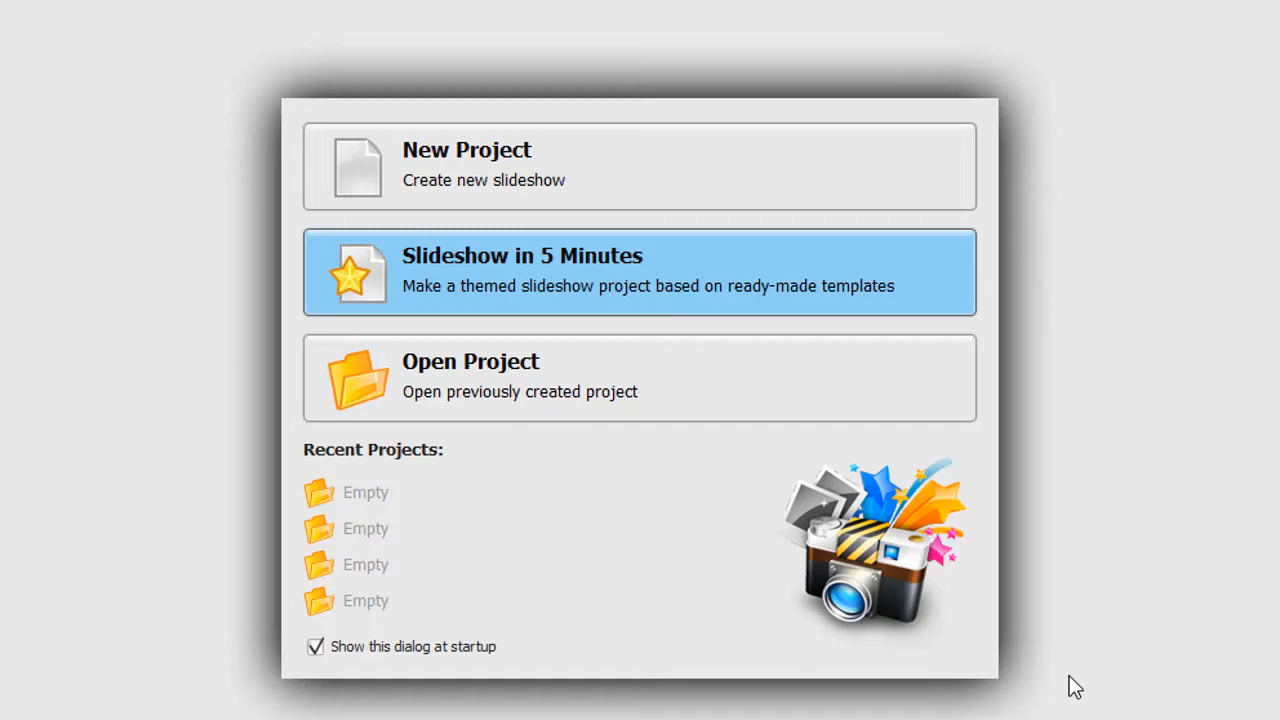 New Project
Create new slideshow
Slideshow in 5 Minutes
Make a themed slideshow project based on ready-made templates
Open Project
Open previously created project
Recent Projects:
Empty
Empty
Empty
Empty
Show this dialog at startup